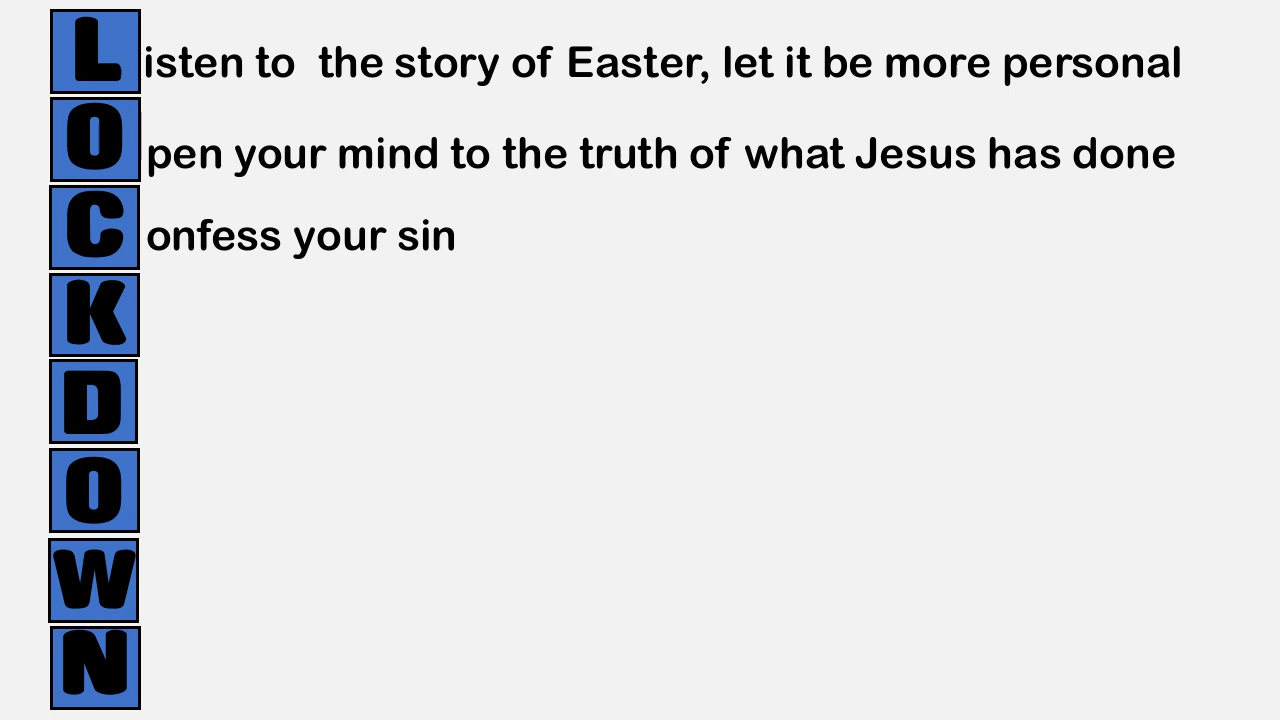 Listen to  the story of Easter, let it be more personal
Open your mind to the truth of what Jesus has done
Confess your sin
K
D
O
W
N